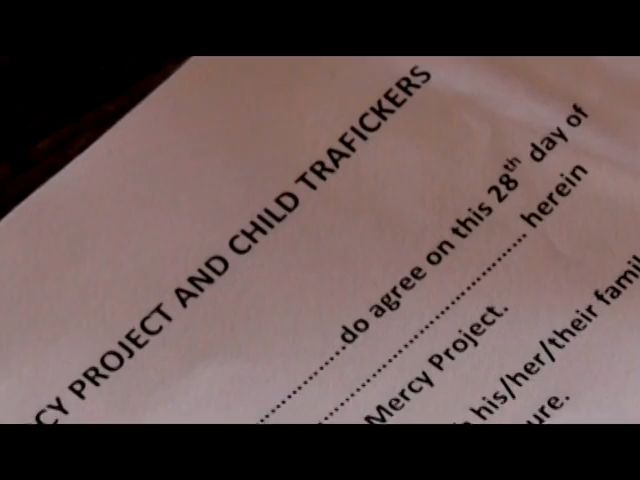 CY PROJECT AND CHILD TRAFICKERS
....................do agree on this 28th day of
.................................... herein
Mercy Project.
his/her/their famil
ure.